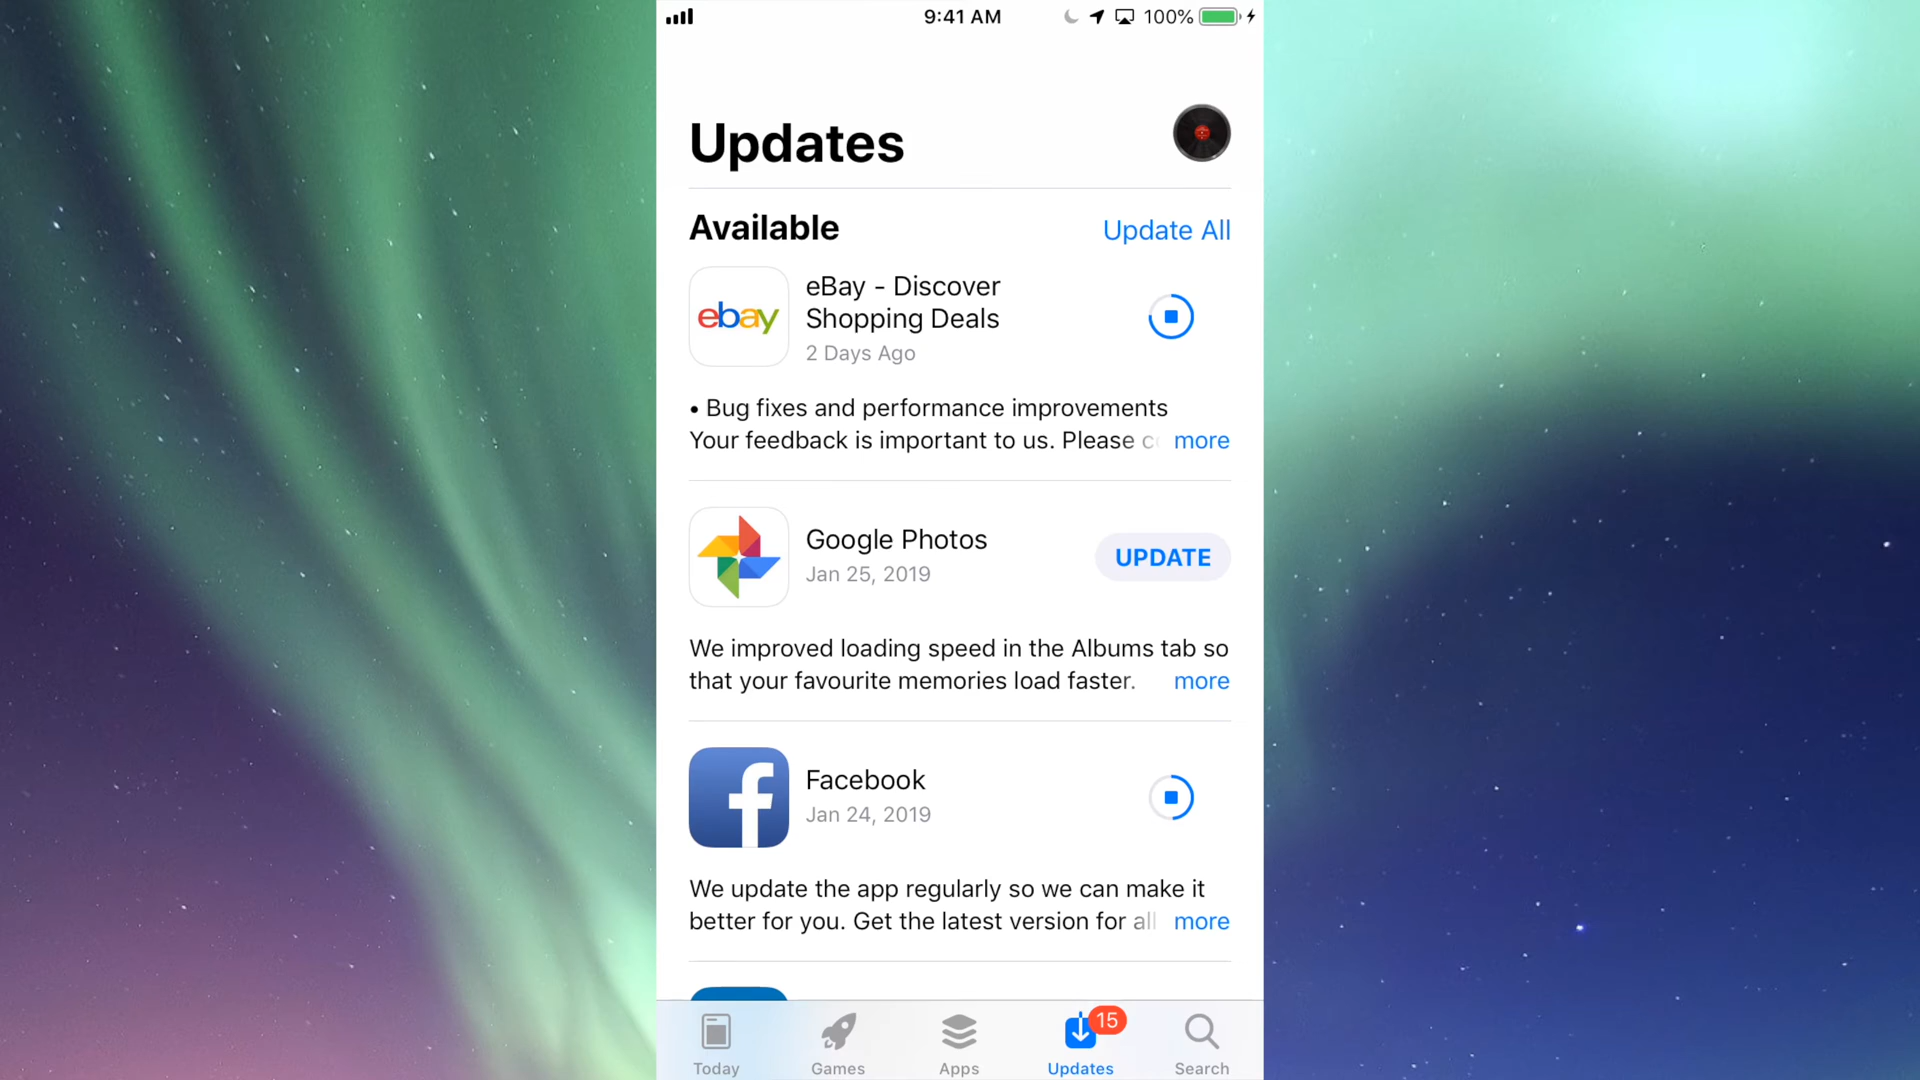 9:41 AM
100%
Updates
Available
Update All
ebay
eBay - Discover
Shopping Deals
2 Days Ago
• Bug fixes and performance improvements
Your feedback is important to us. Please c more
Google Photos
Jan 25, 2019
UPDATE
We improved loading speed in the Albums tab so
that your favourite memories load faster. more
f
Facebook
Jan 24, 2019
We update the app regularly so we can make it
better for you. Get the latest version for all more
15
Today
Games
Apps
Updates
Search